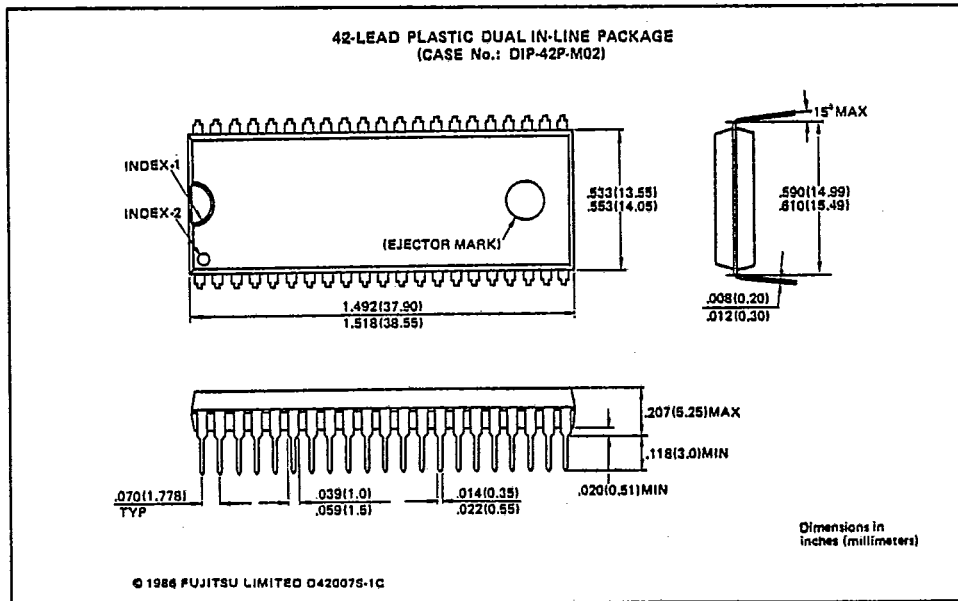 42-LEAD PLASTIC DUAL IN-LINE PACKAGE
(CASE No.: DIP-42P-M02)
15° MAX
INDEX-1
INDEX-2
(EJECTOR MARK)
.533(13.55)
.553(14.05)
.590(14.99)
.610(15.49)
1.492(37.90)
1.518(38.55)
.008(0.20)
.012(0.30)
.207(5.25)MAX
.118(3.0)MIN
.020(0.51)MIN
.070(1.778)
TYP
.039(1.0)
.059(1.5)
.014(0.35)
.022(0.55)
Dimensions in
inches (millimeters)
© 1986 FUJITSU LIMITED D42007S-1C